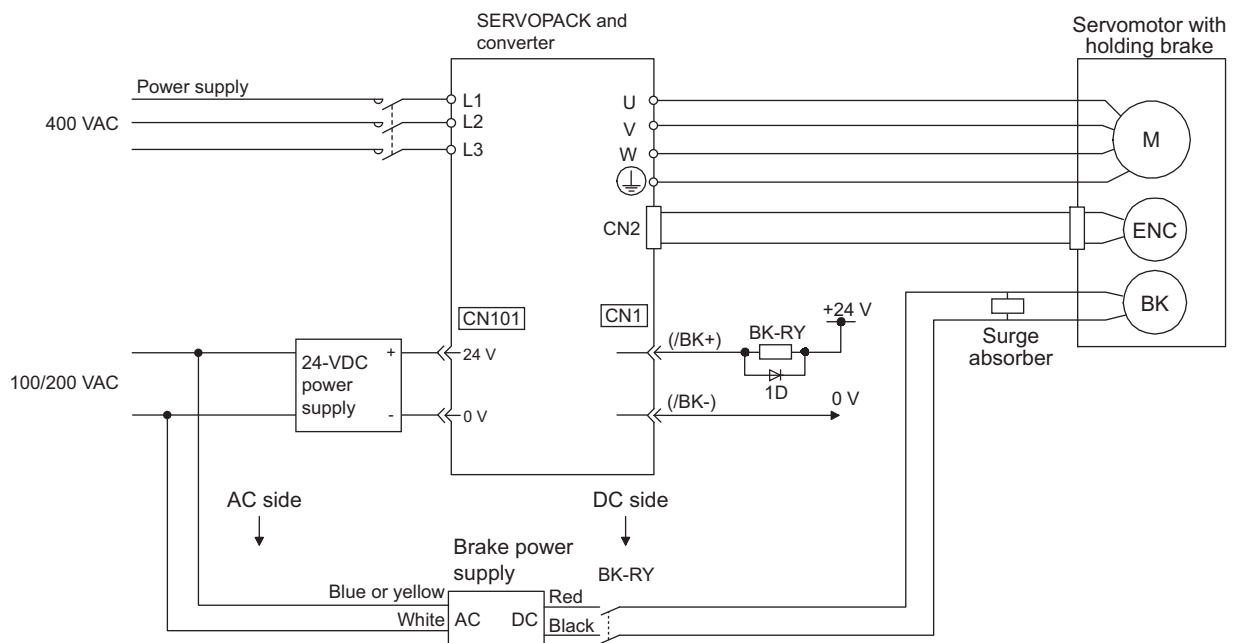 SERVOPACK and
converter
Servomotor with
holding brake
Power supply
400 VAC
L1
L2
L3
U
V
W
M
CN2
ENC
BK
CN101
CN1
24 V
0 V
100/200 VAC
24-VDC
power
supply
+
-
(/BK+)
BK-RY
+24 V
1D
(/BK-)
0 V
Surge
absorber
AC side
DC side
Brake power
supply
BK-RY
Blue or yellow
White
AC
DC
Red
Black